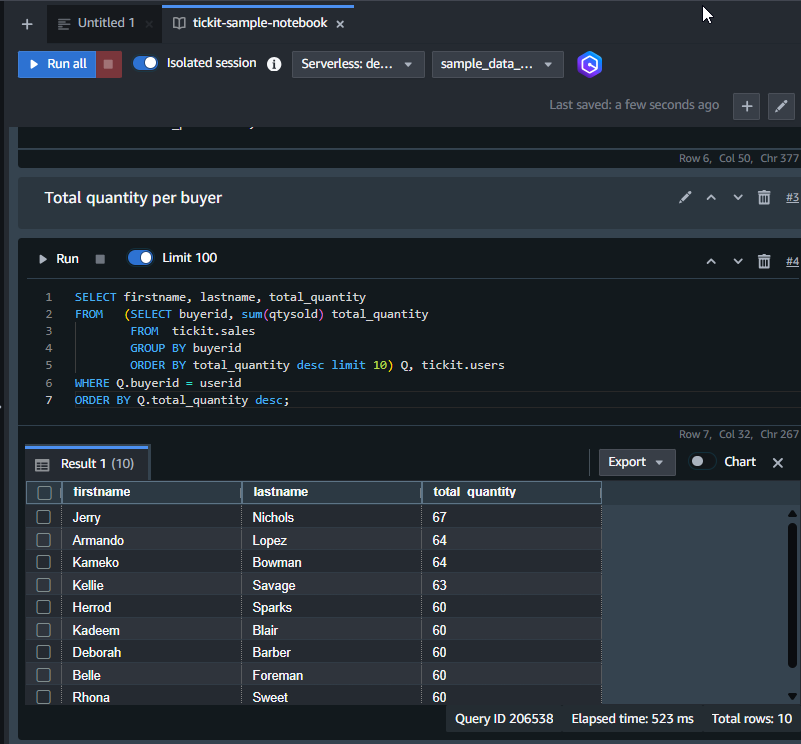 Untitled 1
tickit-sample-notebook
Run all
Isolated session
Serverless: de...
sample_data_...
Last saved: a few seconds ago
Row 6, Col 50, Chr 377
Total quantity per buyer
#3
Run
Limit 100
#4
1 SELECT firstname, lastname, total_quantity
2 FROM (SELECT buyerid, sum(qtysold) total_quantity
3 FROM tickit.sales
4 GROUP BY buyerid
5 ORDER BY total_quantity desc limit 10) Q, tickit.users
6 WHERE Q.buyerid = userid
7 ORDER BY Q.total_quantity desc;
Row 7, Col 32, Chr 267
Result 1 (10)
Export
Chart
firstname lastname total_quantity
Jerry Nichols 67
Armando Lopez 64
Kameko Bowman 64
Kellie Savage 63
Herrod Sparks 60
Kadeem Blair 60
Deborah Barber 60
Belle Foreman 60
Rhona Sweet 60
Query ID 206538 Elapsed time: 523 ms Total rows: 10